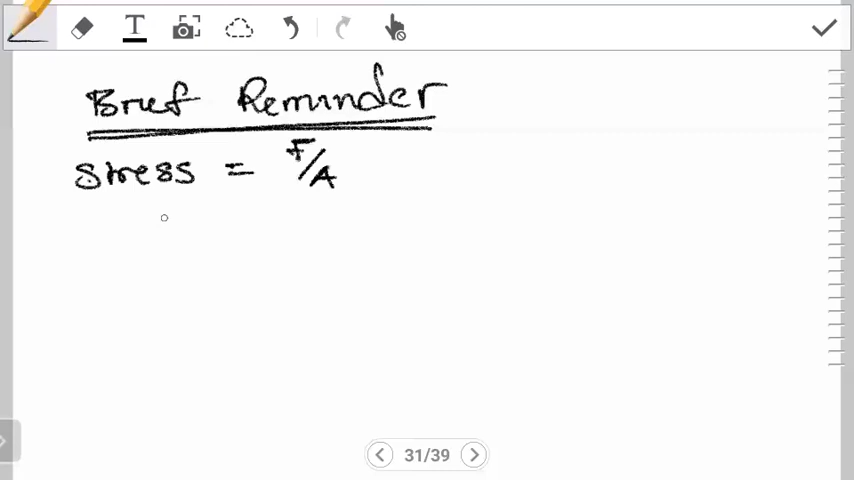 T
Brief Reminder
stress = F/A
31/39